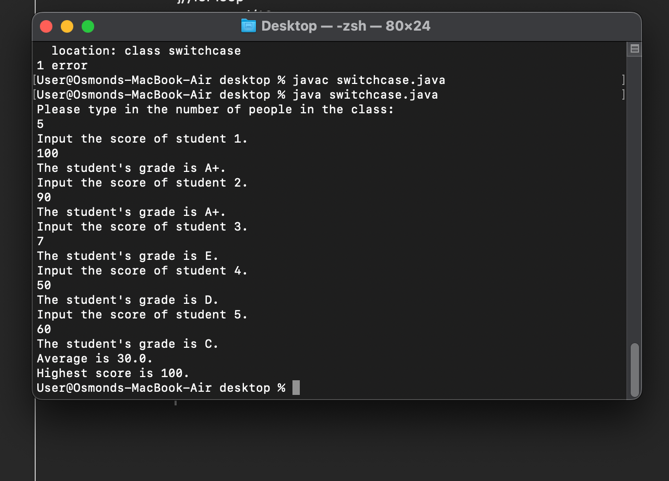 Desktop — -zsh — 80×24
location: class switchcase
1 error
[User@Osmonds-MacBook-Air desktop % javac switchcase.java ]
[User@Osmonds-MacBook-Air desktop % java switchcase.java ]
Please type in the number of people in the class:
5
Input the score of student 1.
100
The student's grade is A+.
Input the score of student 2.
90
The student's grade is A+.
Input the score of student 3.
7
The student's grade is E.
Input the score of student 4.
50
The student's grade is D.
Input the score of student 5.
60
The student's grade is C.
Average is 30.0.
Highest score is 100.
User@Osmonds-MacBook-Air desktop %